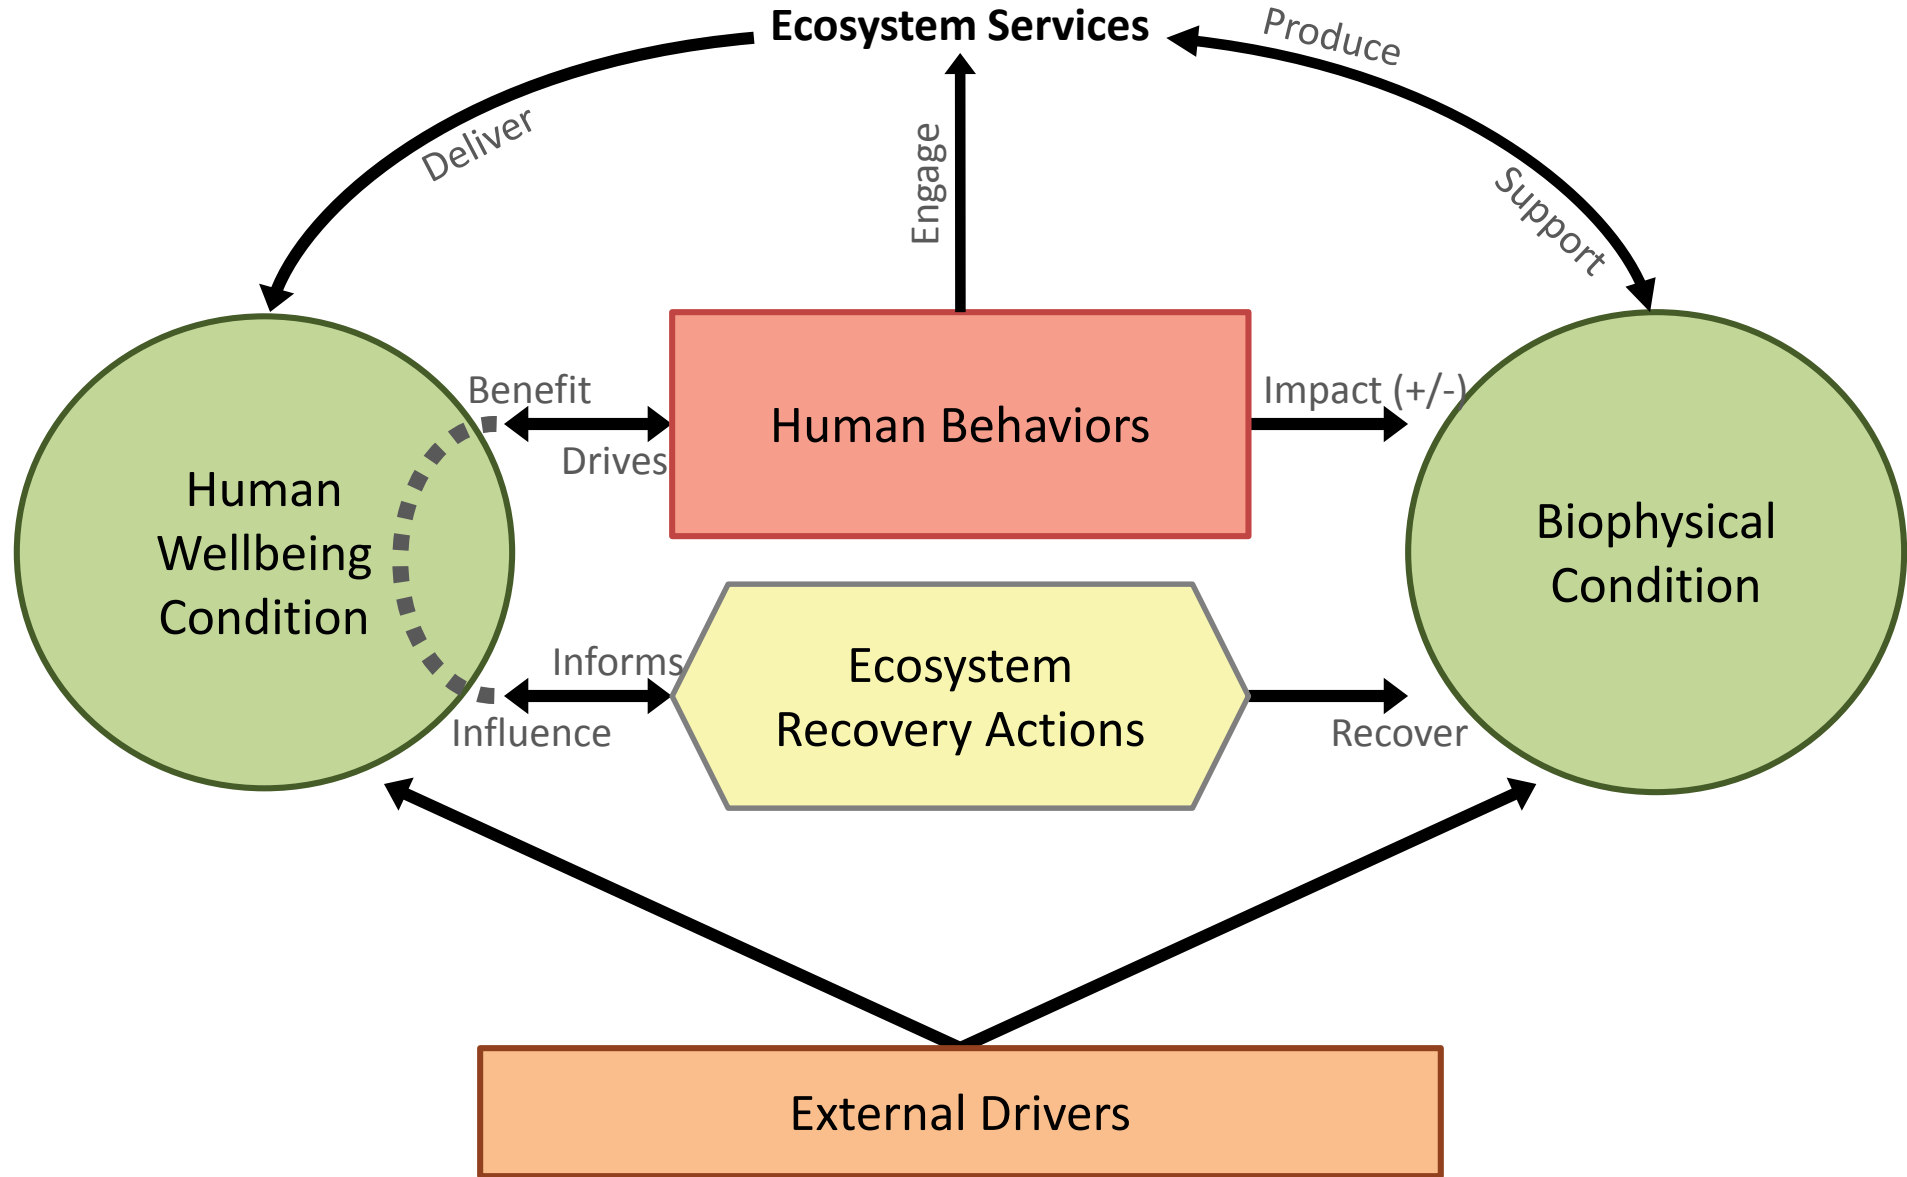 Ecosystem Services
Produce
Deliver
Engage
Support
Benefit
Impact (+/-)
Human Behaviors
Drives
Human
Wellbeing
Condition
Biophysical
Condition
Informs
Ecosystem
Recovery Actions
Influence
Recover
External Drivers